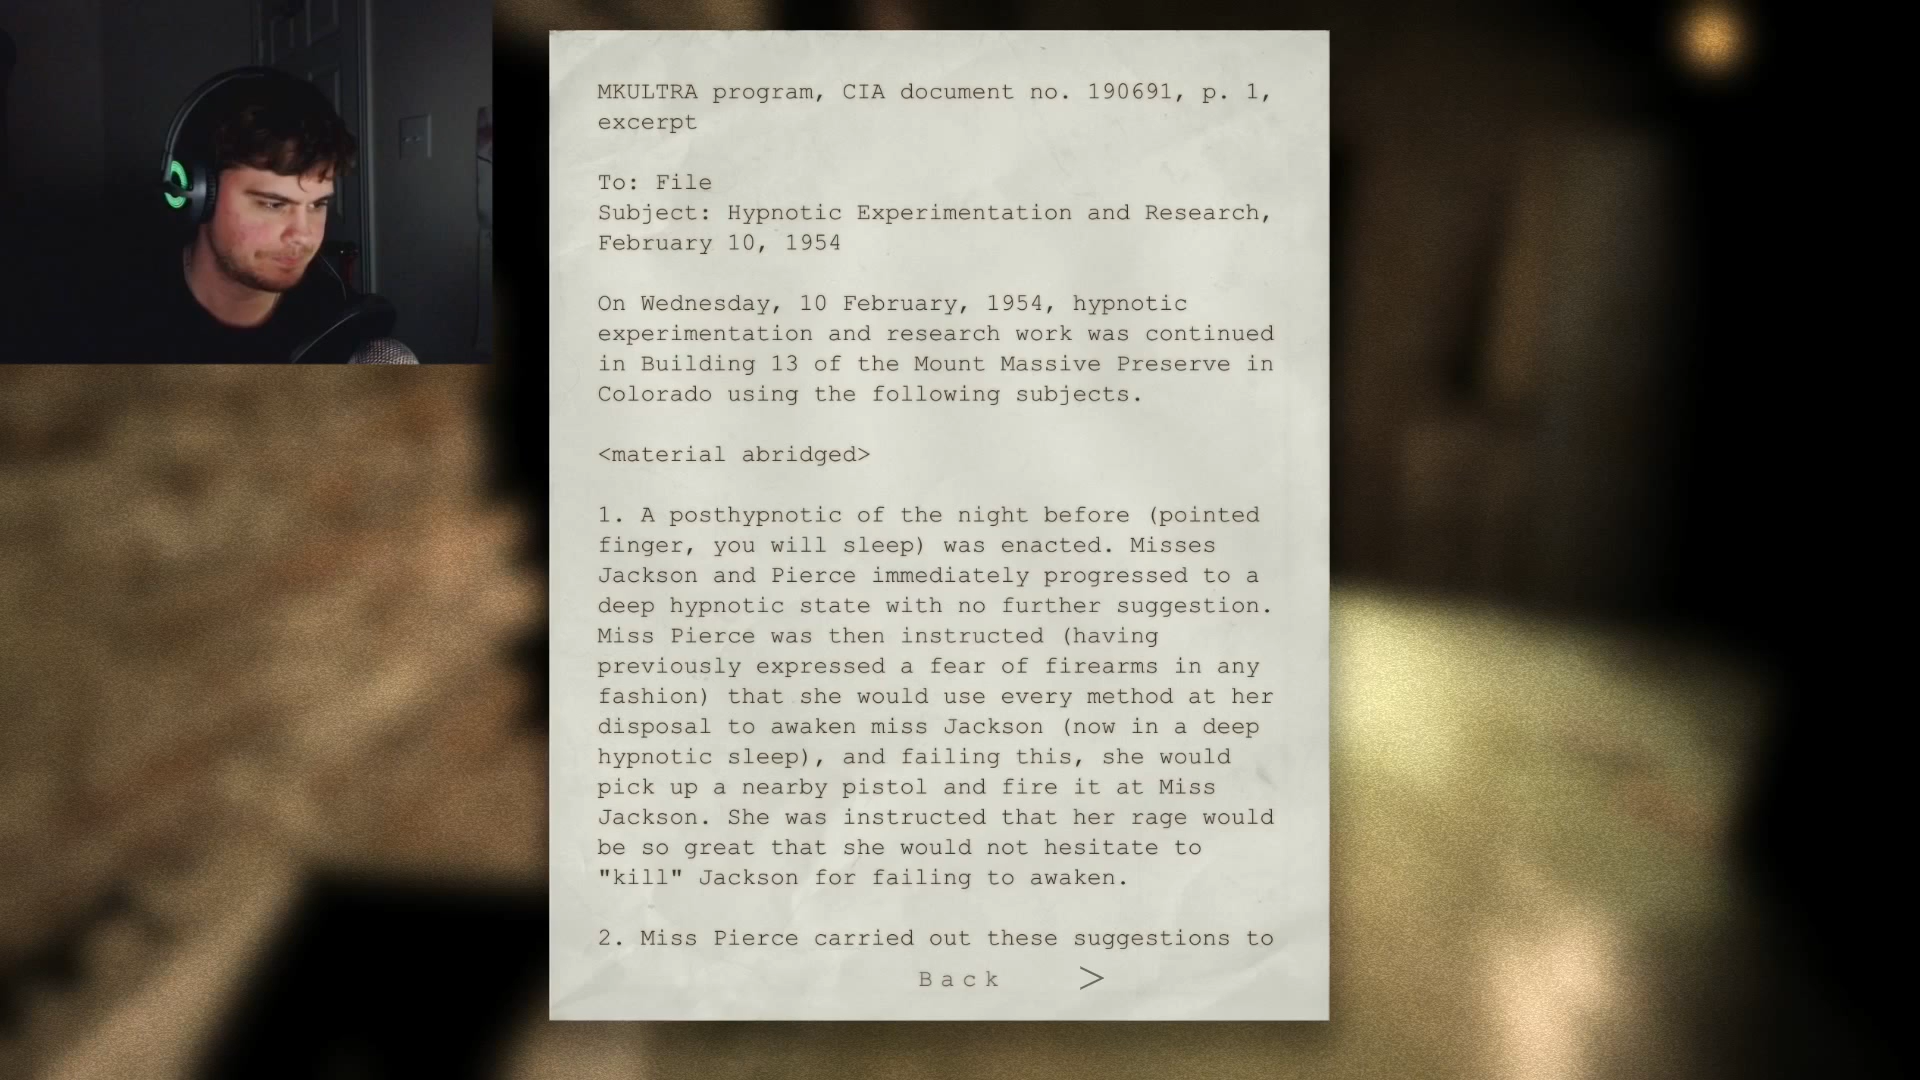 MKULTRA program, CIA document no. 190691, p. 1,
excerpt
To: File
Subject: Hypnotic Experimentation and Research,
February 10, 1954
On Wednesday, 10 February, 1954, hypnotic
experimentation and research work was continued
in Building 13 of the Mount Massive Preserve in
Colorado using the following subjects.
<material abridged>
1. A posthypnotic of the night before (pointed
finger, you will sleep) was enacted. Misses
Jackson and Pierce immediately progressed to a
deep hypnotic state with no further suggestion.
Miss Pierce was then instructed (having
previously expressed a fear of firearms in any
fashion) that she would use every method at her
disposal to awaken miss Jackson (now in a deep
hypnotic sleep), and failing this, she would
pick up a nearby pistol and fire it at Miss
Jackson. She was instructed that her rage would
be so great that she would not hesitate to
"kill" Jackson for failing to awaken.
2. Miss Pierce carried out these suggestions to
Back >